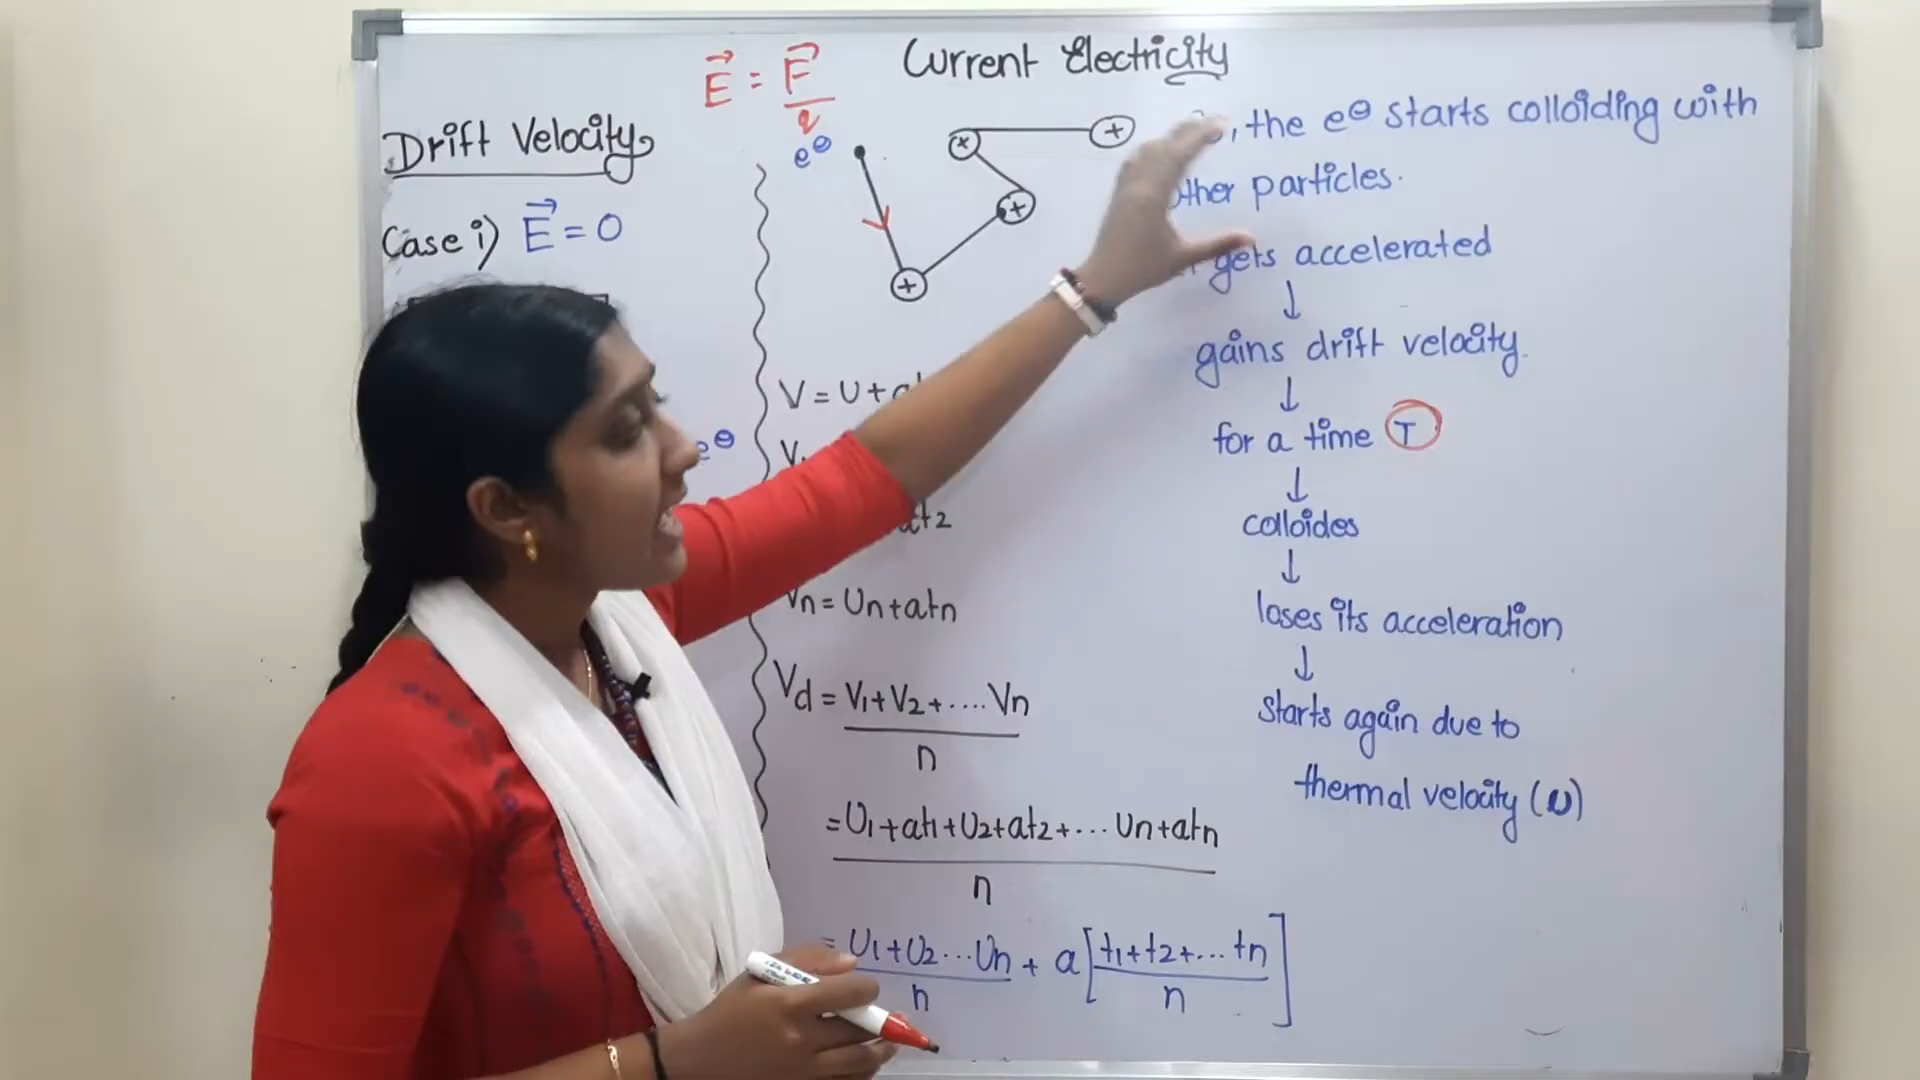 Current Electricity
E = F
q
Drift Velocity
Case i) E = 0
e⊖
e⊖
+
+
+
+
, the e⊖ starts colloiding with
ther particles.
gets accelerated
↓
gains drift velocity.
↓
for a time T
↓
colloides
↓
loses its acceleration
↓
starts again due to
thermal velocity (U)
V = U + a
V
at2
Vn = Un + atn
Vd = V1 + V2 + .... Vn
n
= U1 + at1 + U2 + at2 + ... Un + atn
n
= U1 + U2 ... Un + a [t1 + t2 + ... tn]
n n